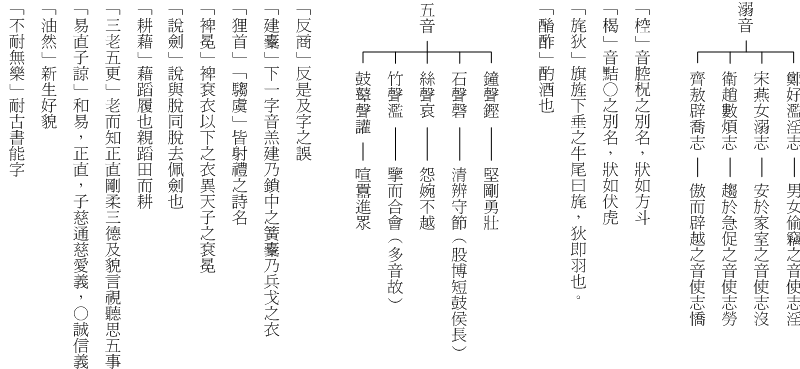 溺音
鄭好濫淫志 — 男女偷竊之音使志淫
宋燕女溺志 — 安於家室之音使志沒
衛趨數煩志 — 趨於急促之音使志勞
齊敖辟喬志 — 傲而辟越之音使志憍
「椌」音腔柷之別名，狀如方斗
「楬」音黠○之別名，狀如伏虎
「旄狄」旗旌下垂之牛尾曰旄，狄即羽也。
「酳酢」酌酒也
五音
鐘聲鏗 — 堅剛勇壯
石聲磬 — 清辨守節（股博短鼓侯長）
絲聲哀 — 怨婉不越
竹聲濫 — 擥而合會（多音故）
鼓鼙聲讙 — 喧囂進眾
「反商」反是及字之誤
「建櫜」下一字音羔建乃鎖中之簧櫜乃兵戈之衣
「狸首」「騶虞」皆射禮之詩名
「裨冕」裨袞衣以下之衣異天子之袞冕
「說劍」說與脫同脫去佩劍也
「耕藉」藉蹈履也親蹈田而耕
「三老五更」老而知正直剛柔三德及貌言視聽思五事
「易直子諒」和易，正直，子慈通慈愛義，○誠信義
「油然」新生好貌
「不耐無樂」耐古書能字